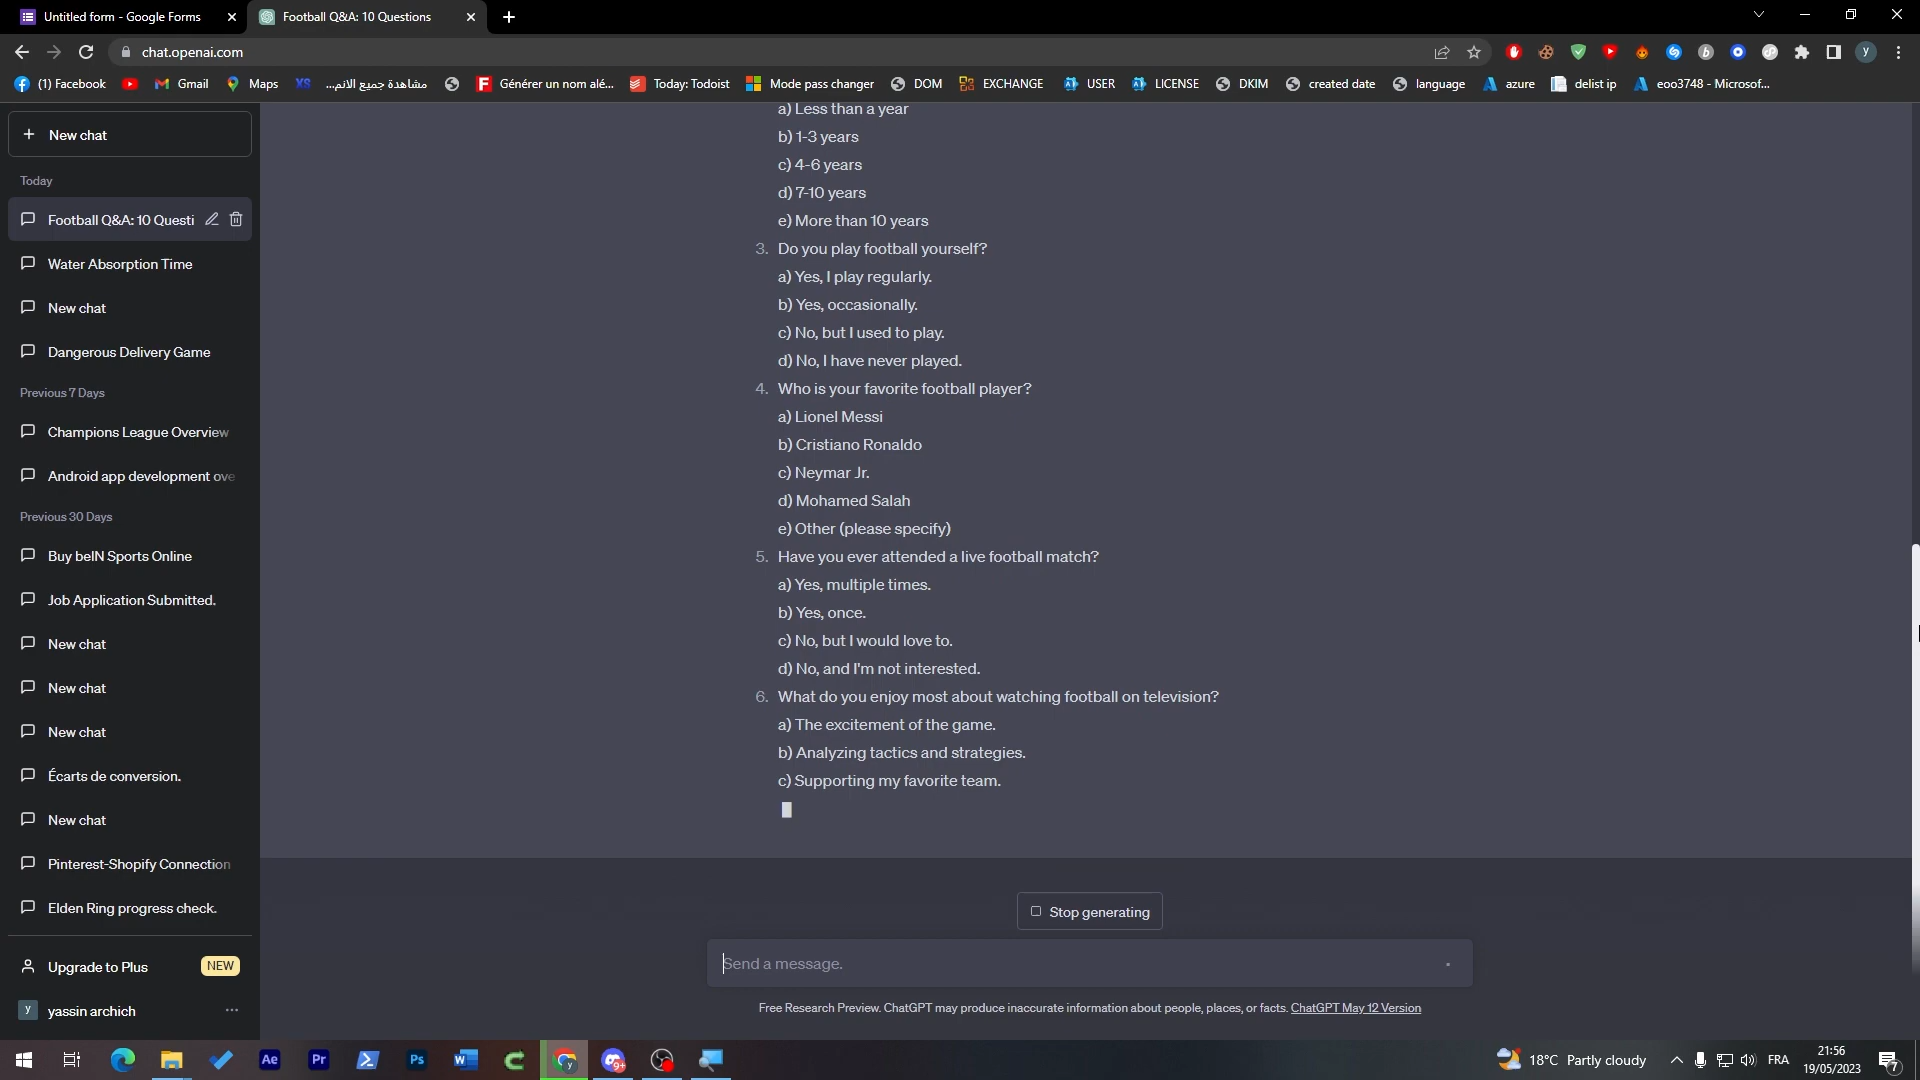 Untitled form - Google Forms
Football Q&A: 10 Questions
chat.openai.com
(1) Facebook
Gmail
Maps
XS
مشاهدة جميع الانم...
Générer un nom alé...
Today: Todoist
Mode pass changer
DOM
EXCHANGE
USER
LICENSE
DKIM
created date
language
azure
delist ip
eoo3748 - Microsof...
New chat
Today
Football Q&A: 10 Questi
Water Absorption Time
New chat
Dangerous Delivery Game
Previous 7 Days
Champions League Overview
Android app development ove
Previous 30 Days
Buy beIN Sports Online
Job Application Submitted.
New chat
New chat
New chat
Écarts de conversion.
New chat
Pinterest-Shopify Connection
Elden Ring progress check.
Upgrade to Plus
NEW
y
yassin archich
a) Less than a year
b) 1-3 years
c) 4-6 years
d) 7-10 years
e) More than 10 years
3. Do you play football yourself?
a) Yes, I play regularly.
b) Yes, occasionally.
c) No, but I used to play.
d) No, I have never played.
4. Who is your favorite football player?
a) Lionel Messi
b) Cristiano Ronaldo
c) Neymar Jr.
d) Mohamed Salah
e) Other (please specify)
5. Have you ever attended a live football match?
a) Yes, multiple times.
b) Yes, once.
c) No, but I would love to.
d) No, and I'm not interested.
6. What do you enjoy most about watching football on television?
a) The excitement of the game.
b) Analyzing tactics and strategies.
c) Supporting my favorite team.
Stop generating
Send a message.
Free Research Preview. ChatGPT may produce inaccurate information about people, places, or facts. ChatGPT May 12 Version
Ae
Pr
Ps
W
9+
18°C Partly cloudy
FRA
21:56
19/05/2023
7